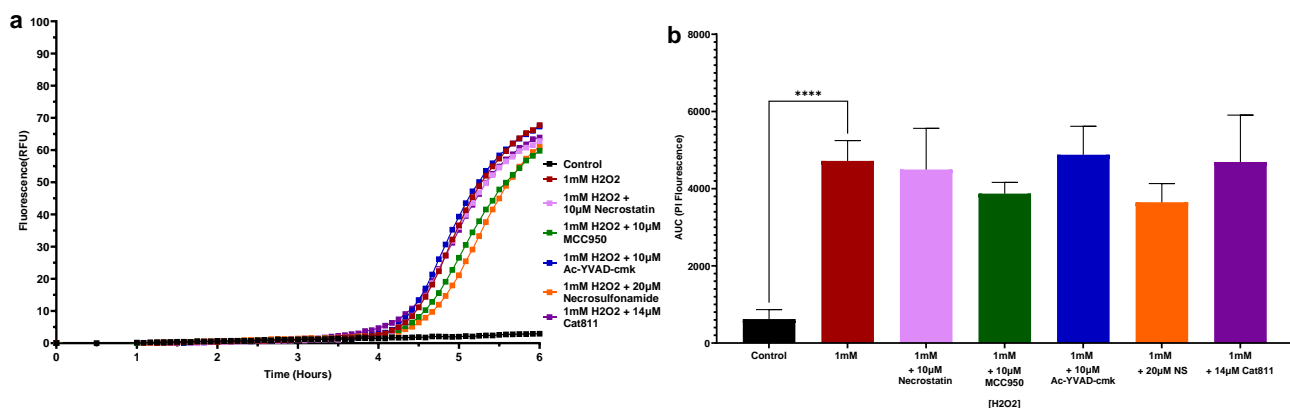 a
100
90
80
70
60
50
40
30
20
10
0
Fluorescence(RFU)
0
1
2
3
4
5
6
Time (Hours)
Control
1mM H2O2
1mM H2O2 +
10µM Necrostatin
1mM H2O2 + 10µM
MCC950
1mM H2O2 + 10µM
Ac-YVAD-cmk
1mM H2O2 + 20µM
Necrosulfonamide
1mM H2O2 + 14µM
Cat811
b
8000
6000
4000
2000
0
AUC (PI Flourescence)
****
Control
1mM
1mM
+ 10µM
Necrostatin
1mM
+ 10µM
MCC950
1mM
+ 10µM
Ac-YVAD-cmk
1mM
+ 20µM NS
1mM
+ 14µM Cat811
[H2O2]